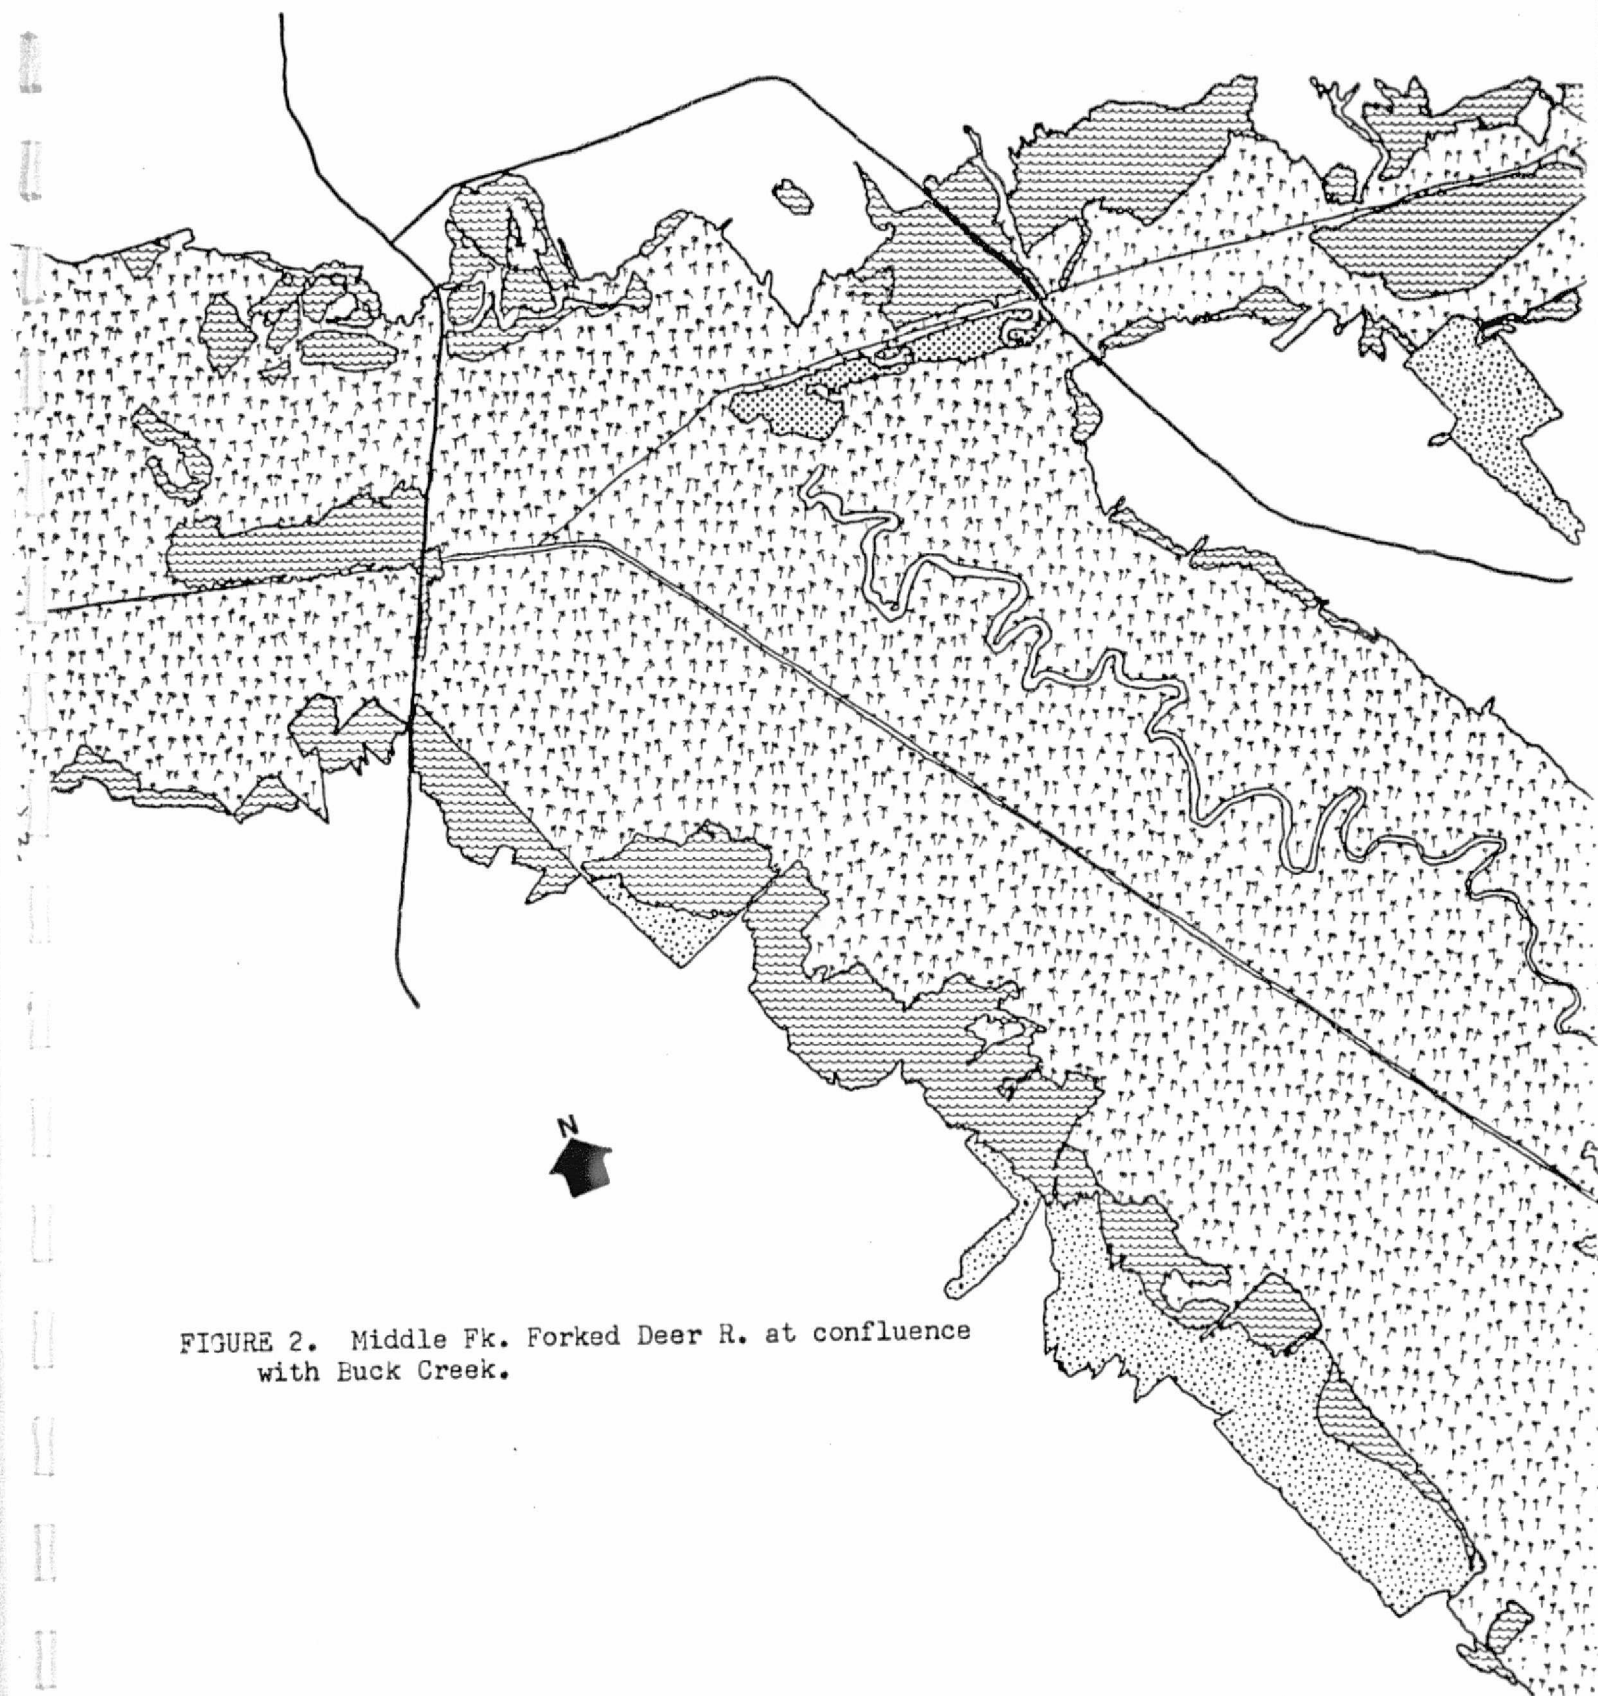 N
FIGURE 2. Middle Fk. Forked Deer R. at confluence
with Buck Creek.